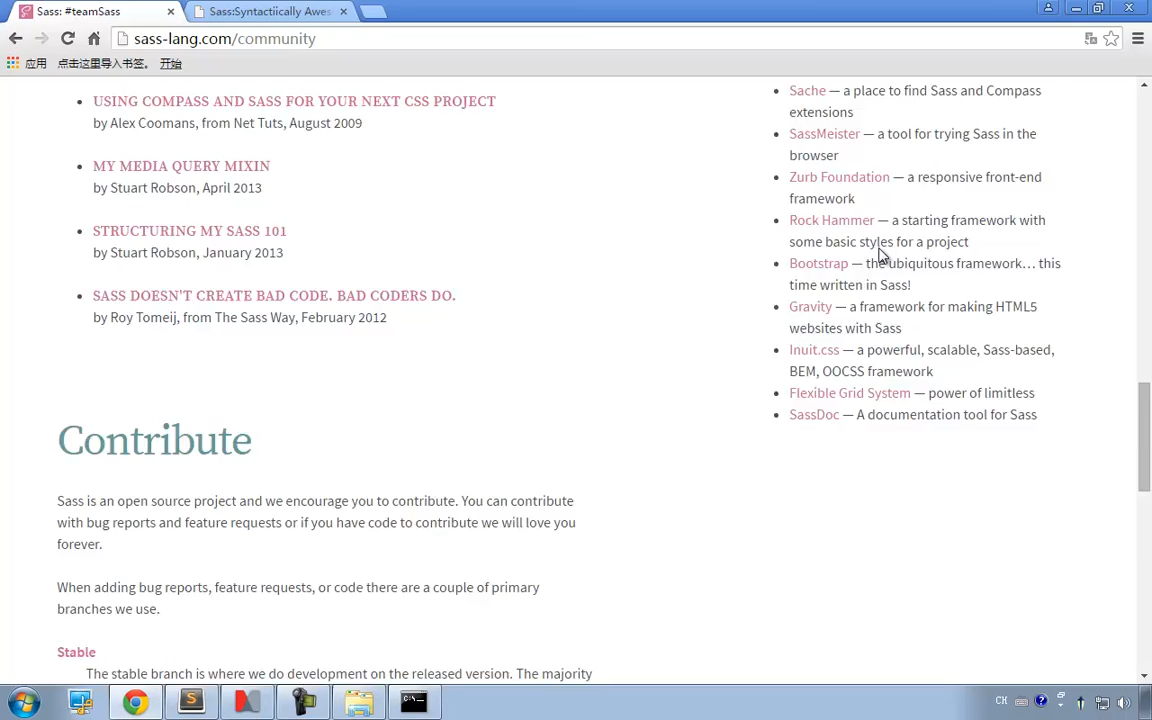 Sass: #teamSass
Sass:Syntactiically Awes
sass-lang.com/community
应用
点击这里导入书签。
开始
USING COMPASS AND SASS FOR YOUR NEXT CSS PROJECT
by Alex Coomans, from Net Tuts, August 2009
MY MEDIA QUERY MIXIN
by Stuart Robson, April 2013
STRUCTURING MY SASS 101
by Stuart Robson, January 2013
SASS DOESN'T CREATE BAD CODE. BAD CODERS DO.
by Roy Tomeij, from The Sass Way, February 2012
Contribute
Sass is an open source project and we encourage you to contribute. You can contribute
with bug reports and feature requests or if you have code to contribute we will love you
forever.
When adding bug reports, feature requests, or code there are a couple of primary
branches we use.
Stable
The stable branch is where we do development on the released version. The majority
Sache — a place to find Sass and Compass
extensions
SassMeister — a tool for trying Sass in the
browser
Zurb Foundation — a responsive front-end
framework
Rock Hammer — a starting framework with
some basic styles for a project
Bootstrap — the ubiquitous framework… this
time written in Sass!
Gravity — a framework for making HTML5
websites with Sass
Inuit.css — a powerful, scalable, Sass-based,
BEM, OOCSS framework
Flexible Grid System — power of limitless
SassDoc — A documentation tool for Sass
CH